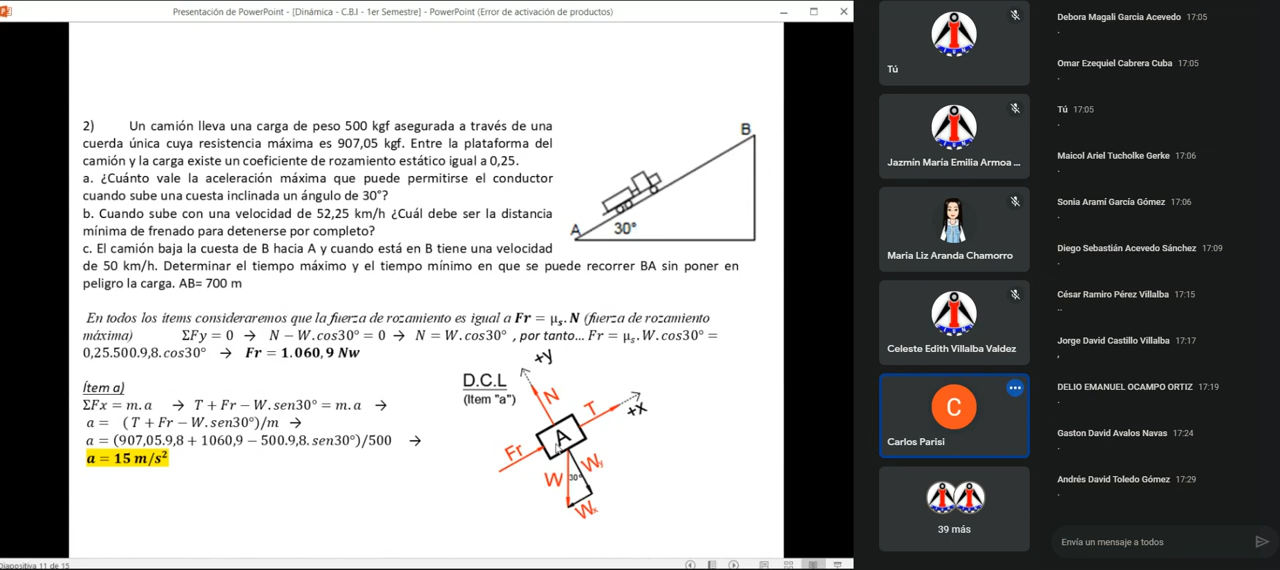 Presentación de PowerPoint - [Dinámica - C.B.I - 1er Semestre] - PowerPoint (Error de activación de productos)
2) Un camión lleva una carga de peso 500 kgf asegurada a través de una
cuerda única cuya resistencia máxima es 907,05 kgf. Entre la plataforma del
camión y la carga existe un coeficiente de rozamiento estático igual a 0,25.
a. ¿Cuánto vale la aceleración máxima que puede permitirse el conductor
cuando sube una cuesta inclinada un ángulo de 30°?
b. Cuando sube con una velocidad de 52,25 km/h ¿Cuál debe ser la distancia
mínima de frenado para detenerse por completo?
c. El camión baja la cuesta de B hacia A y cuando está en B tiene una velocidad
de 50 km/h. Determinar el tiempo máximo y el tiempo mínimo en que se puede recorrer BA sin poner en
peligro la carga. AB= 700 m
B
A
30°
En todos los ítems consideraremos que la fuerza de rozamiento es igual a Fr = μs. N (fuerza de rozamiento
máxima) ΣFy = 0 → N − W.cos30° = 0 → N = W.cos30° , por tanto... Fr = μs. W.cos30° =
0,25.500.9,8.cos30° → Fr = 1.060,9 Nw
Ítem a)
ΣFx = m.a → T + Fr − W.sen30° = m.a →
a = (T + Fr − W.sen30°)/m →
a = (907,05.9,8 + 1060,9 − 500.9,8.sen30°)/500 →
a = 15 m/s²
D.C.L
(Item "a")
+y
N
T
+X
A
Fr
W
30°
Wy
Wx
Diapositiva 11 de 15
Tú
Jazmín María Emilia Armoa ...
Maria Liz Aranda Chamorro
Celeste Edith Villalba Valdez
C
Carlos Parisi
39 más
Debora Magali Garcia Acevedo 17:05
.
Omar Ezequiel Cabrera Cuba 17:05
.
Tú 17:05
.
Maicol Ariel Tucholke Gerke 17:06
.
Sonia Aramí García Gómez 17:06
.
Diego Sebastián Acevedo Sánchez 17:09
.
César Ramiro Pérez Villalba 17:15
..
Jorge David Castillo Villalba 17:17
,
DELIO EMANUEL OCAMPO ORTIZ 17:19
.
Gaston David Avalos Navas 17:24
.
Andrés David Toledo Gómez 17:29
.
Envía un mensaje a todos